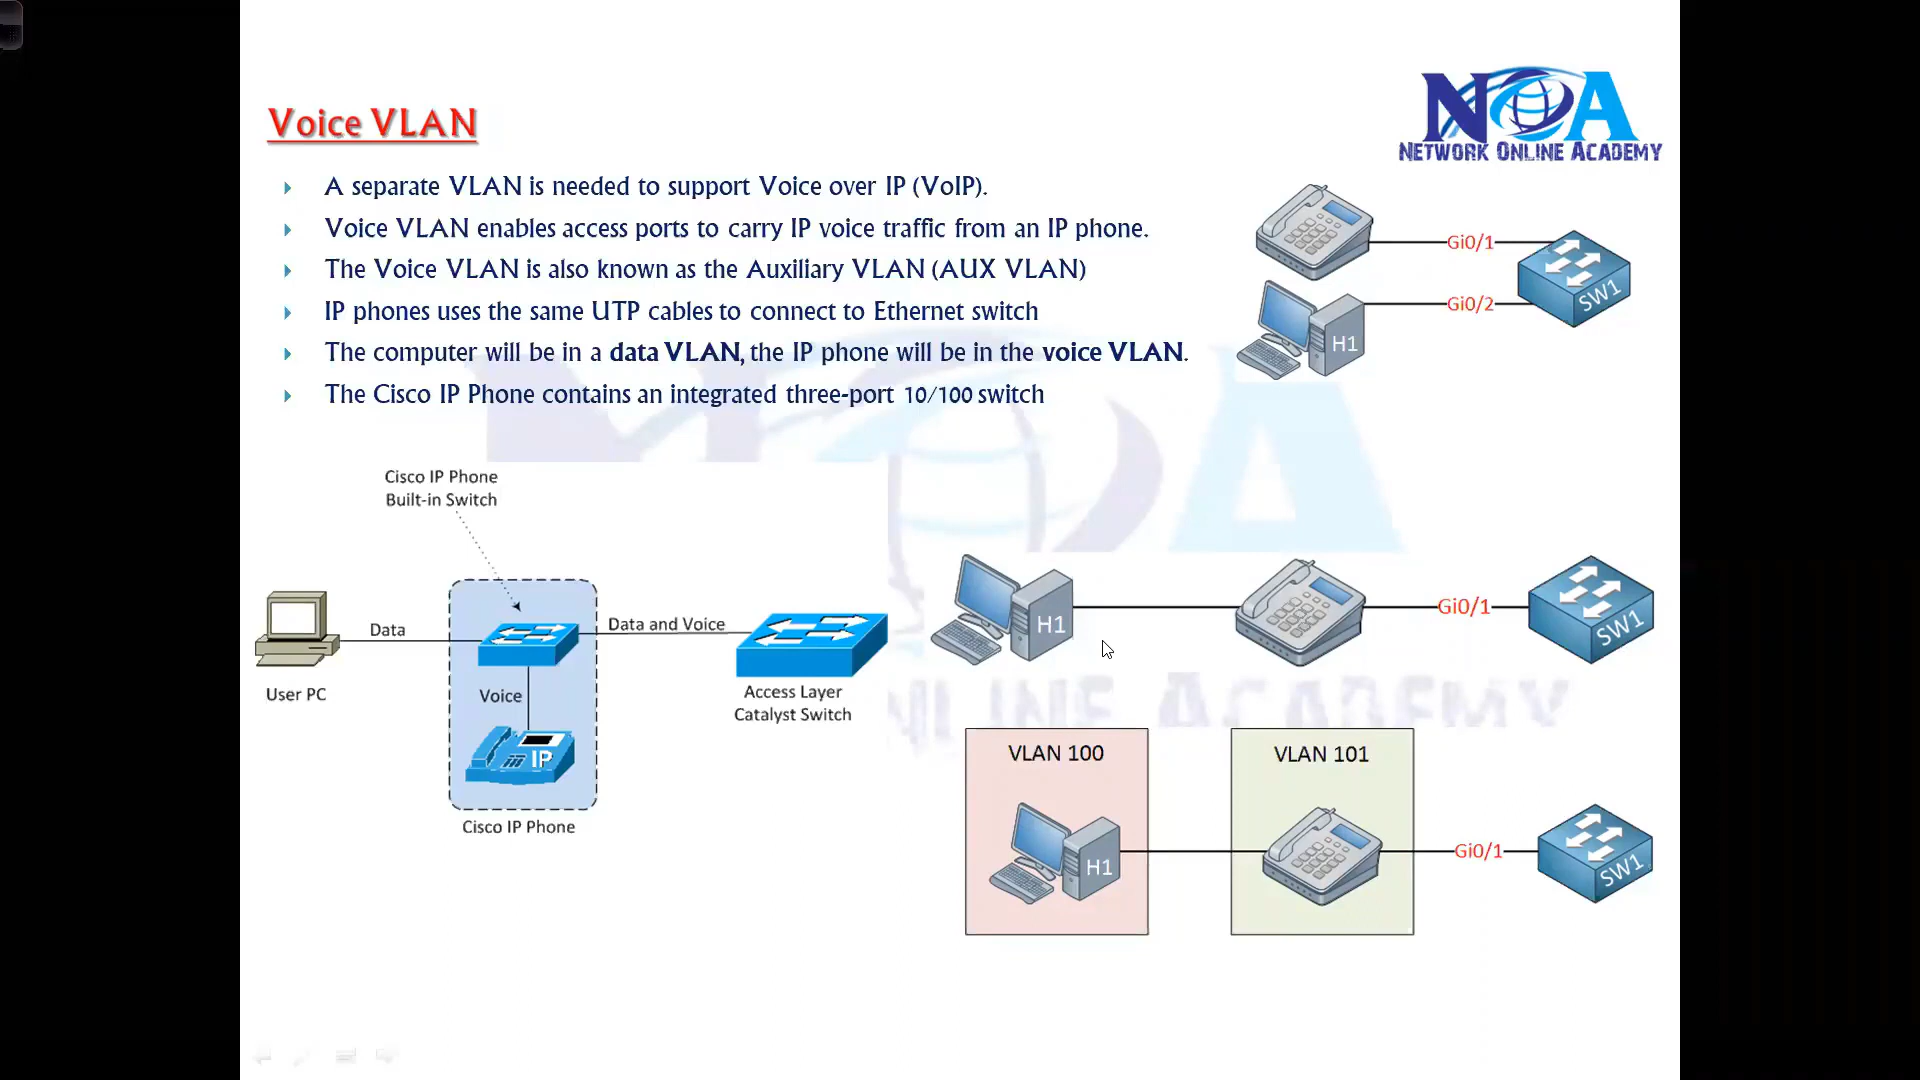 Voice VLAN
NOA
NETWORK ONLINE ACADEMY
A separate VLAN is needed to support Voice over IP (VoIP).
Voice VLAN enables access ports to carry IP voice traffic from an IP phone.
The Voice VLAN is also known as the Auxiliary VLAN (AUX VLAN)
IP phones uses the same UTP cables to connect to Ethernet switch
The computer will be in a data VLAN, the IP phone will be in the voice VLAN.
The Cisco IP Phone contains an integrated three-port 10/100 switch
Gi0/1
SW1
Gi0/2
H1
Cisco IP Phone
Built-in Switch
Data
Data and Voice
User PC
Voice
IP
Access Layer
Catalyst Switch
Cisco IP Phone
H1
Gi0/1
SW1
NLINE ACADEMY
VLAN 100
VLAN 101
H1
Gi0/1
SW1